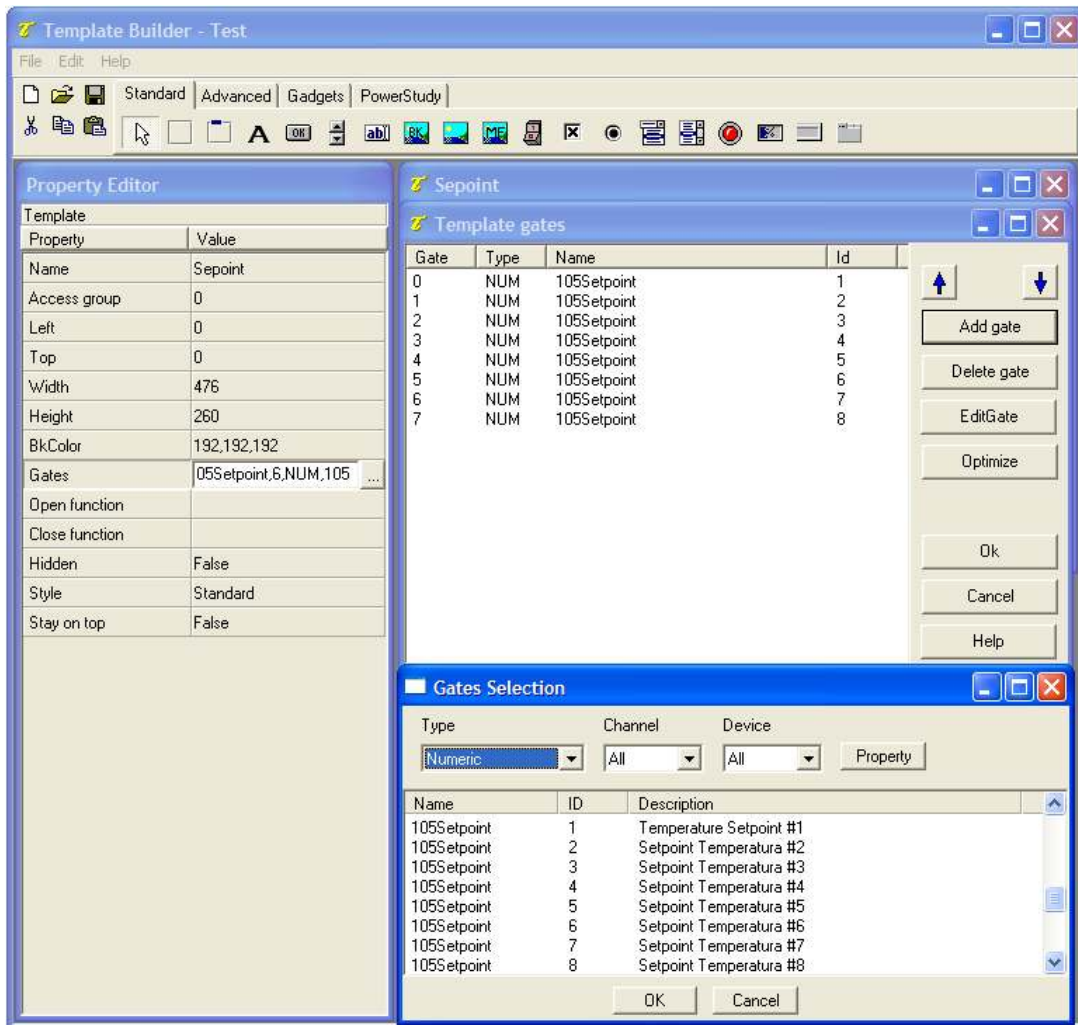 Template Builder - Test
File Edit Help
Standard Advanced Gadgets PowerStudy
A OK ab BK ME %
Property Editor
Template
Property Value
Name Sepoint
Access group 0
Left 0
Top 0
Width 476
Height 260
BkColor 192,192,192
Gates 05Setpoint,6,NUM,105 ...
Open function
Close function
Hidden False
Style Standard
Stay on top False
Sepoint
Template gates
Gate Type Name Id
0 NUM 105Setpoint 1
1 NUM 105Setpoint 2
2 NUM 105Setpoint 3
3 NUM 105Setpoint 4
4 NUM 105Setpoint 5
5 NUM 105Setpoint 6
6 NUM 105Setpoint 7
7 NUM 105Setpoint 8
Add gate
Delete gate
EditGate
Optimize
Ok
Cancel
Help
Gates Selection
Type Channel Device
Numeric All All Property
Name ID Description
105Setpoint 1 Temperature Setpoint #1
105Setpoint 2 Setpoint Temperatura #2
105Setpoint 3 Setpoint Temperatura #3
105Setpoint 4 Setpoint Temperatura #4
105Setpoint 5 Setpoint Temperatura #5
105Setpoint 6 Setpoint Temperatura #6
105Setpoint 7 Setpoint Temperatura #7
105Setpoint 8 Setpoint Temperatura #8
OK Cancel